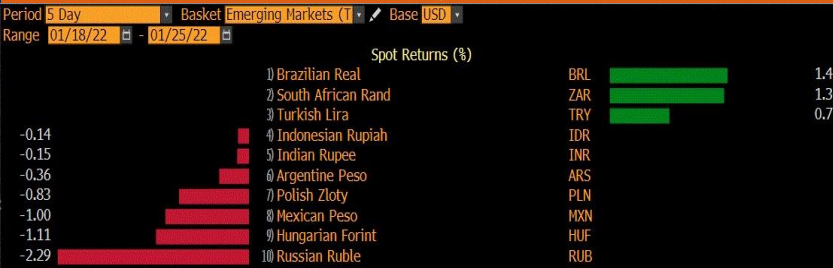 Period 5 Day Basket Emerging Markets (T Base USD
Range 01/18/22 - 01/25/22
Spot Returns (%)
1) Brazilian Real BRL 1.4
2) South African Rand ZAR 1.3
3) Turkish Lira TRY 0.7
-0.14 4) Indonesian Rupiah IDR
-0.15 5) Indian Rupee INR
-0.36 6) Argentine Peso ARS
-0.83 7) Polish Zloty PLN
-1.00 8) Mexican Peso MXN
-1.11 9) Hungarian Forint HUF
-2.29 10) Russian Ruble RUB